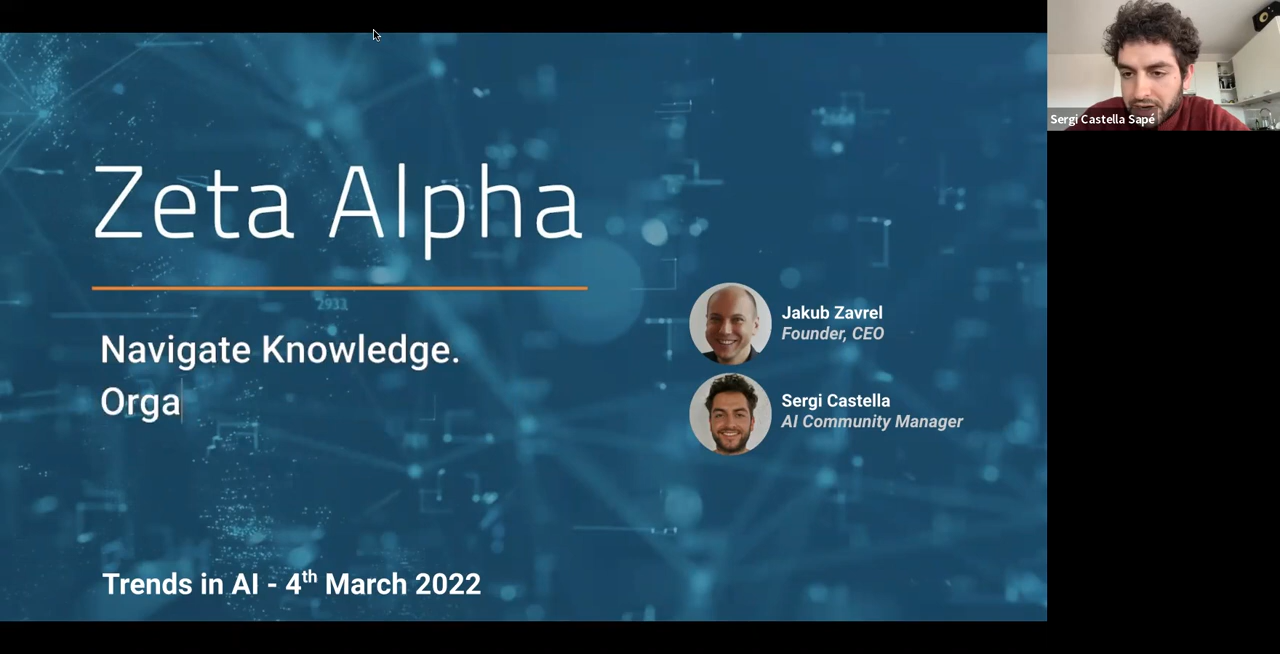 Zeta Alpha
2931
Navigate Knowledge.
Orga
Jakub Zavrel
Founder, CEO
Sergi Castella
AI Community Manager
Trends in AI - 4th March 2022
Sergi Castella Sapé